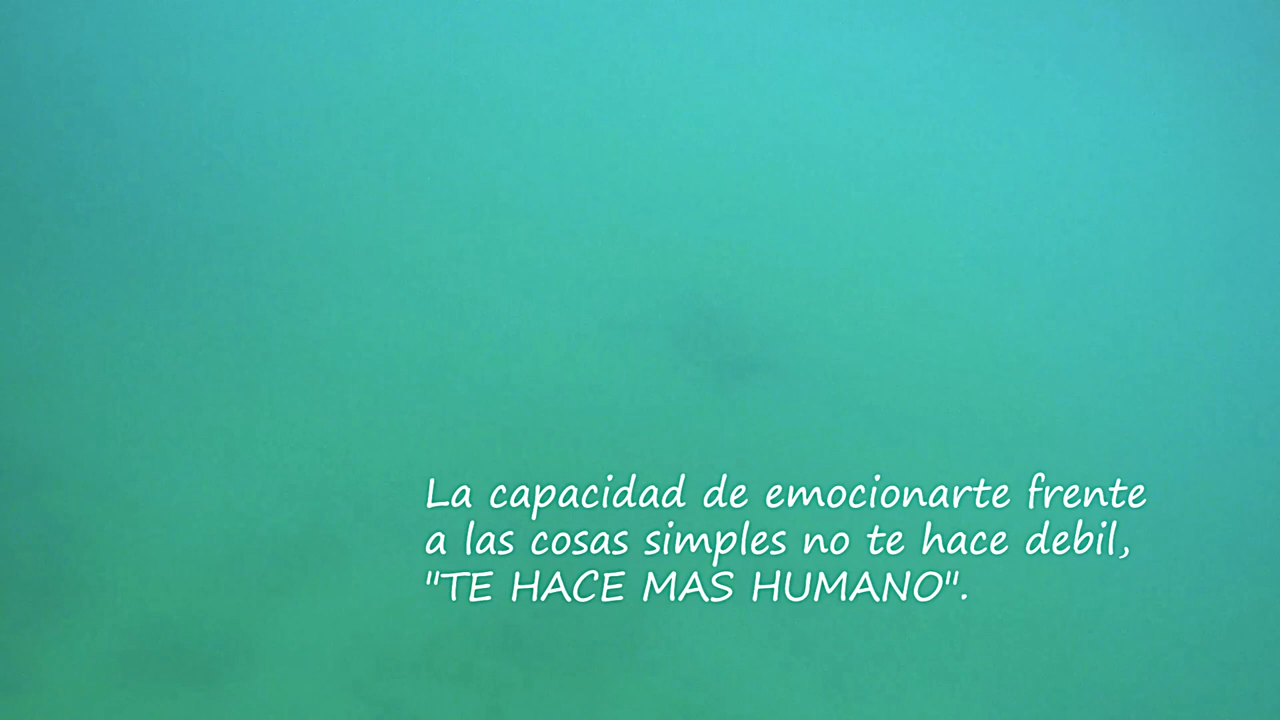 La capacidad de emocionarte frente
a las cosas simples no te hace debil,
"TE HACE MAS HUMANO".